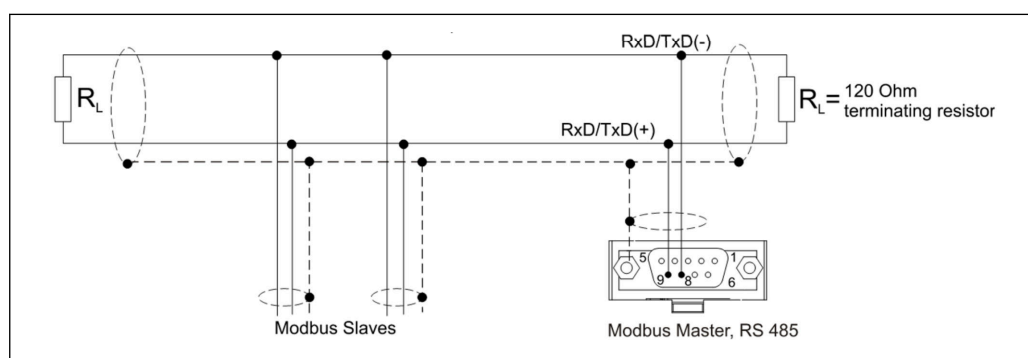 RxD/TxD(-)
RL
RL= 120 Ohm
terminating resistor
RxD/TxD(+)
5 1
9 8 6
Modbus Slaves
Modbus Master, RS 485